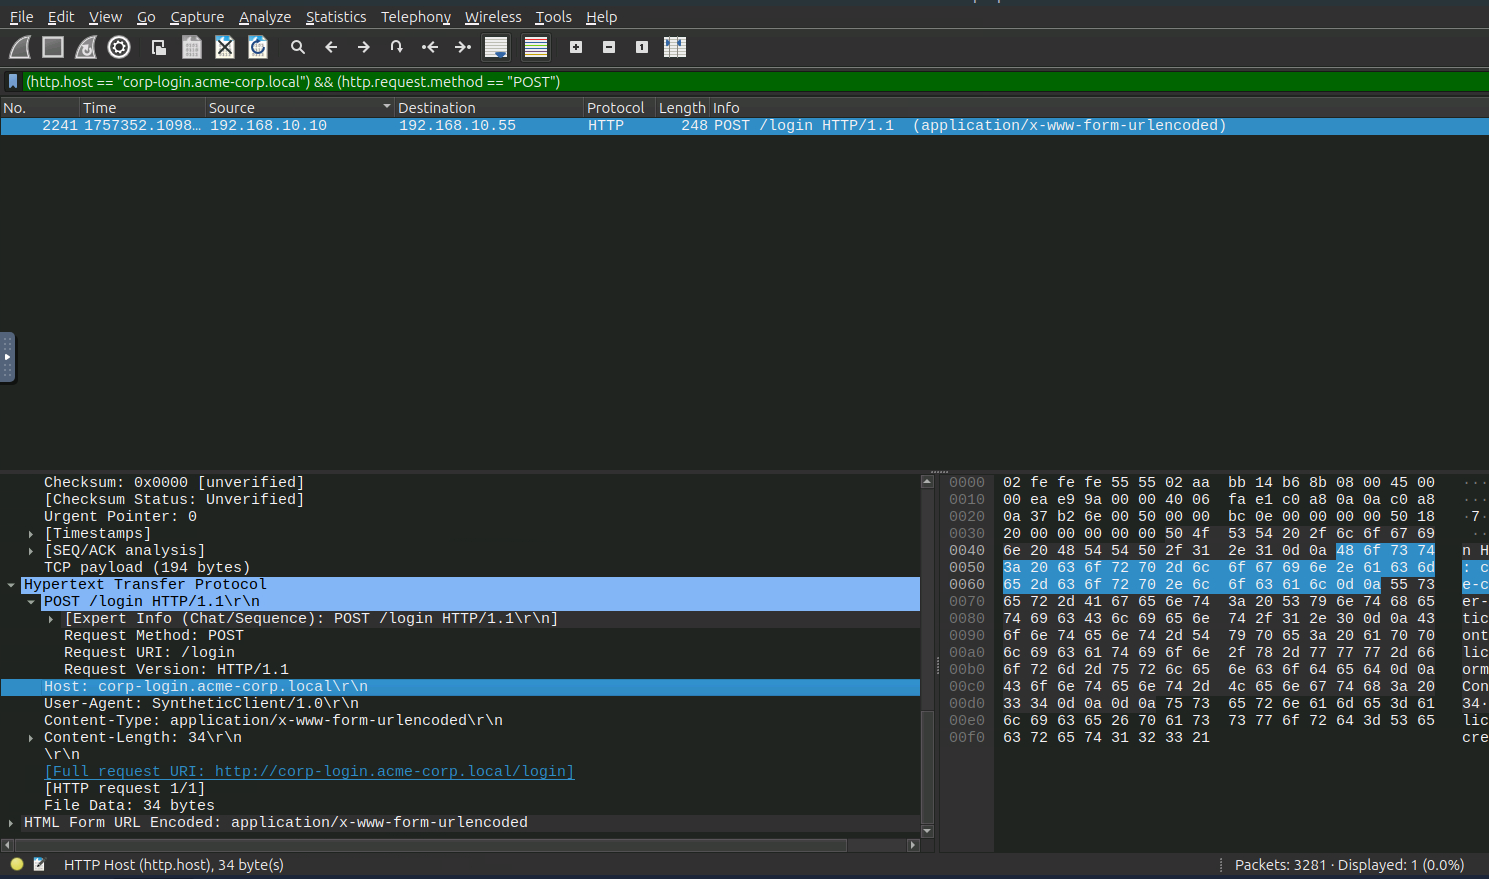 File Edit View Go Capture Analyze Statistics Telephony Wireless Tools Help
(http.host == "corp-login.acme-corp.local") && (http.request.method == "POST")
No. Time Source Destination Protocol Length Info
2241 1757352.1098… 192.168.10.10 192.168.10.55 HTTP 248 POST /login HTTP/1.1 (application/x-www-form-urlencoded)
Checksum: 0x0000 [unverified]
[Checksum Status: Unverified]
Urgent Pointer: 0
[Timestamps]
[SEQ/ACK analysis]
TCP payload (194 bytes)
Hypertext Transfer Protocol
POST /login HTTP/1.1\r\n
[Expert Info (Chat/Sequence): POST /login HTTP/1.1\r\n]
Request Method: POST
Request URI: /login
Request Version: HTTP/1.1
Host: corp-login.acme-corp.local\r\n
User-Agent: SyntheticClient/1.0\r\n
Content-Type: application/x-www-form-urlencoded\r\n
Content-Length: 34\r\n
\r\n
[Full request URI: http://corp-login.acme-corp.local/login]
[HTTP request 1/1]
File Data: 34 bytes
HTML Form URL Encoded: application/x-www-form-urlencoded
0000 02 fe fe fe 55 55 02 aa bb 14 b6 8b 08 00 45 00 ···
0010 00 ea e9 9a 00 00 40 06 fa e1 c0 a8 0a 0a c0 a8 ···
0020 0a 37 b2 6e 00 50 00 00 bc 0e 00 00 00 00 50 18 ·7·
0030 20 00 00 00 00 00 50 4f 53 54 20 2f 6c 6f 67 69 ··
0040 6e 20 48 54 54 50 2f 31 2e 31 0d 0a 48 6f 73 74 n H
0050 3a 20 63 6f 72 70 2d 6c 6f 67 69 6e 2e 61 63 6d : c
0060 65 2d 63 6f 72 70 2e 6c 6f 63 61 6c 0d 0a 55 73 e-c
0070 65 72 2d 41 67 65 6e 74 3a 20 53 79 6e 74 68 65 er-
0080 74 69 63 43 6c 69 65 6e 74 2f 31 2e 30 0d 0a 43 tic
0090 6f 6e 74 65 6e 74 2d 54 79 70 65 3a 20 61 70 70 ont
00a0 6c 69 63 61 74 69 6f 6e 2f 78 2d 77 77 77 2d 66 lic
00b0 6f 72 6d 2d 75 72 6c 65 6e 63 6f 64 65 64 0d 0a orm
00c0 43 6f 6e 74 65 6e 74 2d 4c 65 6e 67 74 68 3a 20 Con
00d0 33 34 0d 0a 0d 0a 75 73 65 72 6e 61 6d 65 3d 61 34·
00e0 6c 69 63 65 26 70 61 73 73 77 6f 72 64 3d 53 65 lic
00f0 63 72 65 74 31 32 33 21 cre
HTTP Host (http.host), 34 byte(s)
Packets: 3281 · Displayed: 1 (0.0%)